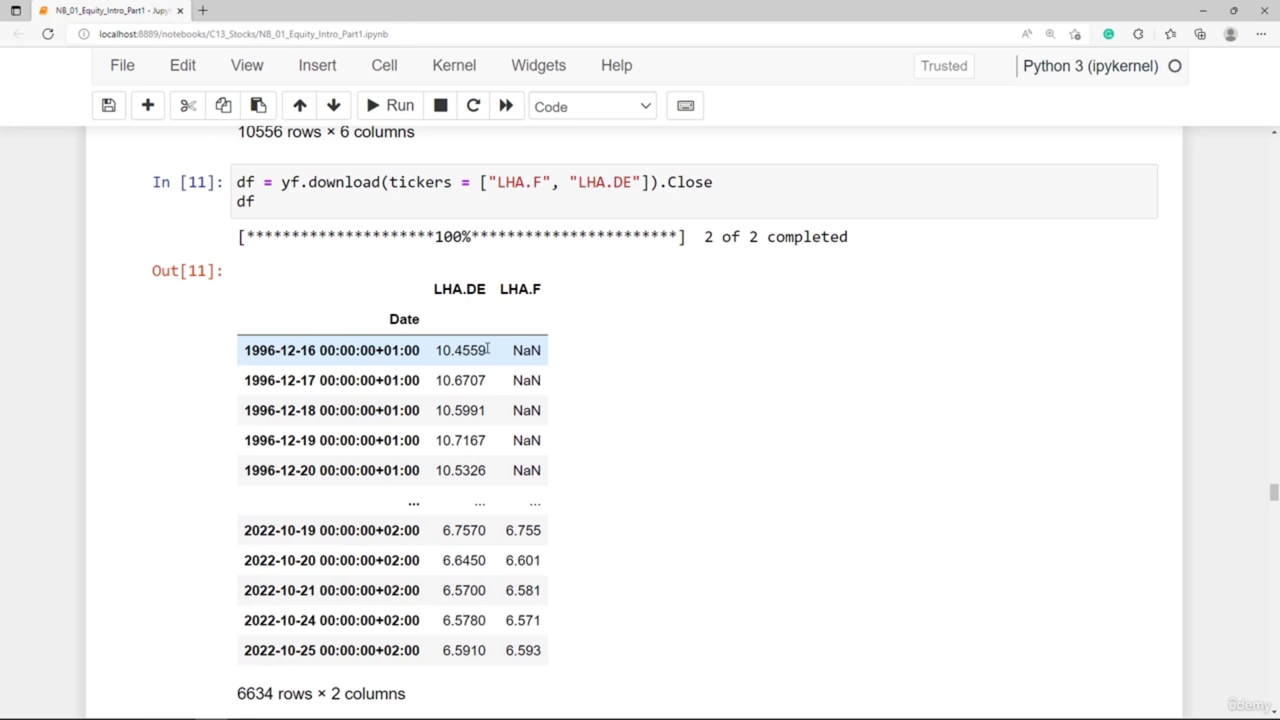 NB_01_Equity_Intro_Part1 - Jupyt
localhost:8889/notebooks/C13_Stocks/NB_01_Equity_Intro_Part1.ipynb
File Edit View Insert Cell Kernel Widgets Help Trusted Python 3 (ipykernel)
Run Code
10556 rows × 6 columns
In [11]: df = yf.download(tickers = ["LHA.F", "LHA.DE"]).Close
df
[*********************100%***********************] 2 of 2 completed
Out[11]:
LHA.DE LHA.F
Date
1996-12-16 00:00:00+01:00 10.4559 NaN
1996-12-17 00:00:00+01:00 10.6707 NaN
1996-12-18 00:00:00+01:00 10.5991 NaN
1996-12-19 00:00:00+01:00 10.7167 NaN
1996-12-20 00:00:00+01:00 10.5326 NaN
... ... ...
2022-10-19 00:00:00+02:00 6.7570 6.755
2022-10-20 00:00:00+02:00 6.6450 6.601
2022-10-21 00:00:00+02:00 6.5700 6.581
2022-10-24 00:00:00+02:00 6.5780 6.571
2022-10-25 00:00:00+02:00 6.5910 6.593
6634 rows × 2 columns
ûdemy